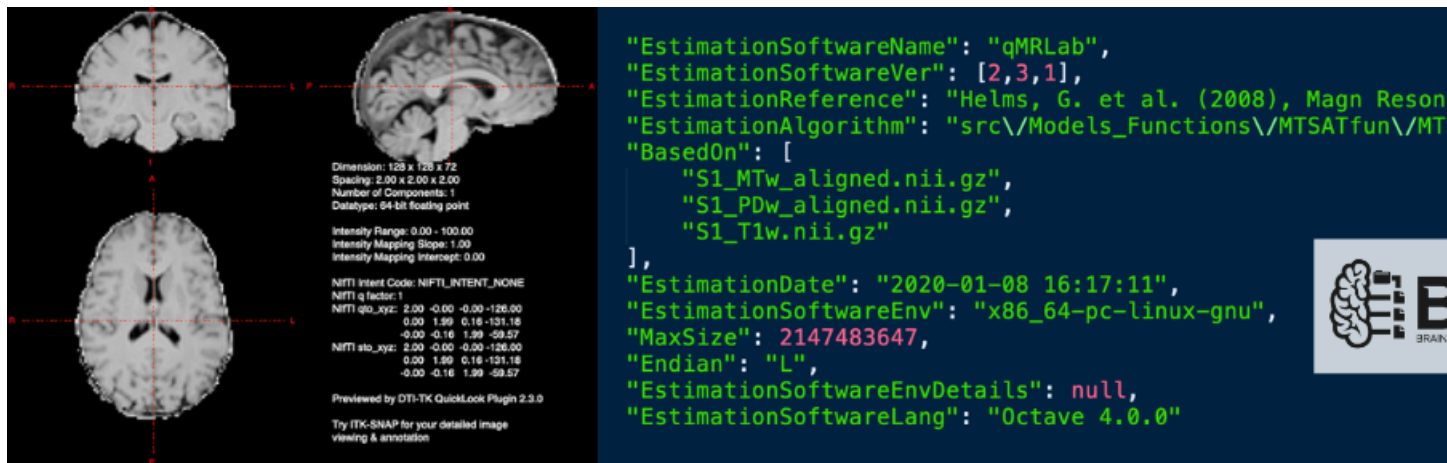 R
L
P
A
I
A
Dimension: 128 x 128 x 72
Spacing: 2.00 x 2.00 x 2.00
Number of Components: 1
Datatype: 64-bit floating point
Intensity Range: 0.00 - 100.00
Intensity Mapping Slope: 1.00
Intensity Mapping Intercept: 0.00
NIfTI Intent Code: NIFTI_INTENT_NONE
NIfTI q factor: 1
NIfTI qto_xyz: 2.00 -0.00 -0.00 -126.00
0.00 1.99 0.16 -131.18
-0.00 -0.16 1.99 -59.57
NIfTI sto_xyz: 2.00 -0.00 -0.00 -126.00
0.00 1.99 0.16 -131.18
-0.00 -0.16 1.99 -59.57
Previewed by DTI-TK QuickLook Plugin 2.3.0
Try ITK-SNAP for your detailed image
viewing & annotation
R
L
"EstimationSoftwareName": "qMRLab",
"EstimationSoftwareVer": [2,3,1],
"EstimationReference": "Helms, G. et al. (2008), Magn Reson
"EstimationAlgorithm": "src\/Models_Functions\/MTSATfun\/MT
"BasedOn": [
"S1_MTw_aligned.nii.gz",
"S1_PDw_aligned.nii.gz",
"S1_T1w.nii.gz"
],
"EstimationDate": "2020-01-08 16:17:11",
"EstimationSoftwareEnv": "x86_64-pc-linux-gnu",
"MaxSize": 2147483647,
"Endian": "L",
"EstimationSoftwareEnvDetails": null,
"EstimationSoftwareLang": "Octave 4.0.0"
B
BRAIN